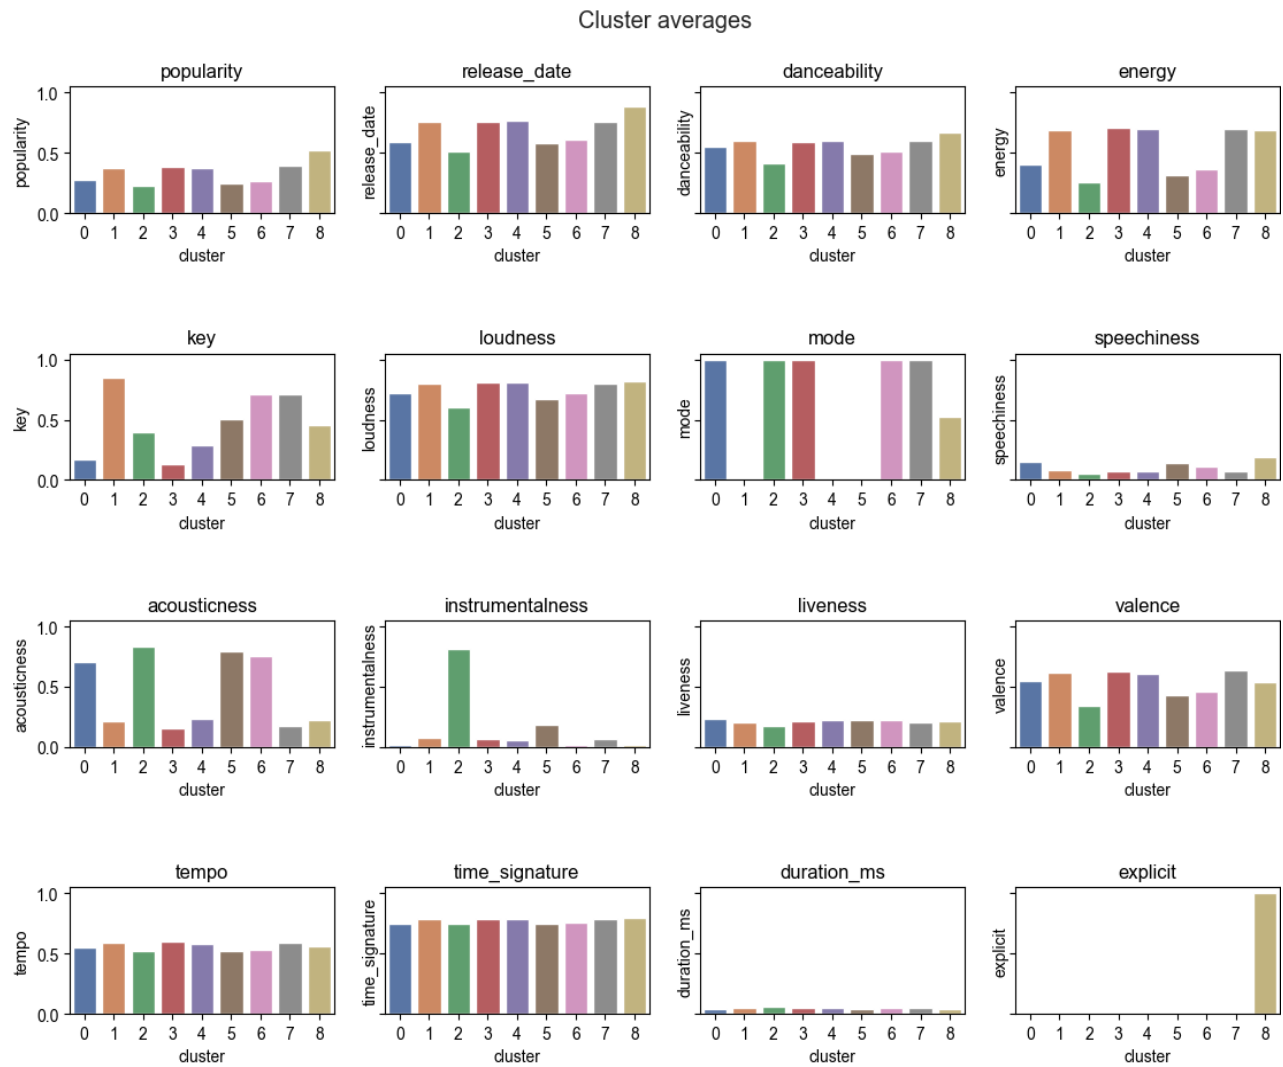 Cluster averages
popularity release_date danceability energy
1.0
0.5
0.0
popularity release_date danceability energy
0 1 2 3 4 5 6 7 8 0 1 2 3 4 5 6 7 8 0 1 2 3 4 5 6 7 8 0 1 2 3 4 5 6 7 8
cluster cluster cluster cluster
key loudness mode speechiness
1.0
0.5
0.0
key loudness mode speechiness
0 1 2 3 4 5 6 7 8 0 1 2 3 4 5 6 7 8 0 1 2 3 4 5 6 7 8 0 1 2 3 4 5 6 7 8
cluster cluster cluster cluster
acousticness instrumentalness liveness valence
1.0
0.5
0.0
acousticness instrumentalness liveness valence
0 1 2 3 4 5 6 7 8 0 1 2 3 4 5 6 7 8 0 1 2 3 4 5 6 7 8 0 1 2 3 4 5 6 7 8
cluster cluster cluster cluster
tempo time_signature duration_ms explicit
1.0
0.5
0.0
tempo time_signature duration_ms explicit
0 1 2 3 4 5 6 7 8 0 1 2 3 4 5 6 7 8 0 1 2 3 4 5 6 7 8 0 1 2 3 4 5 6 7 8
cluster cluster cluster cluster